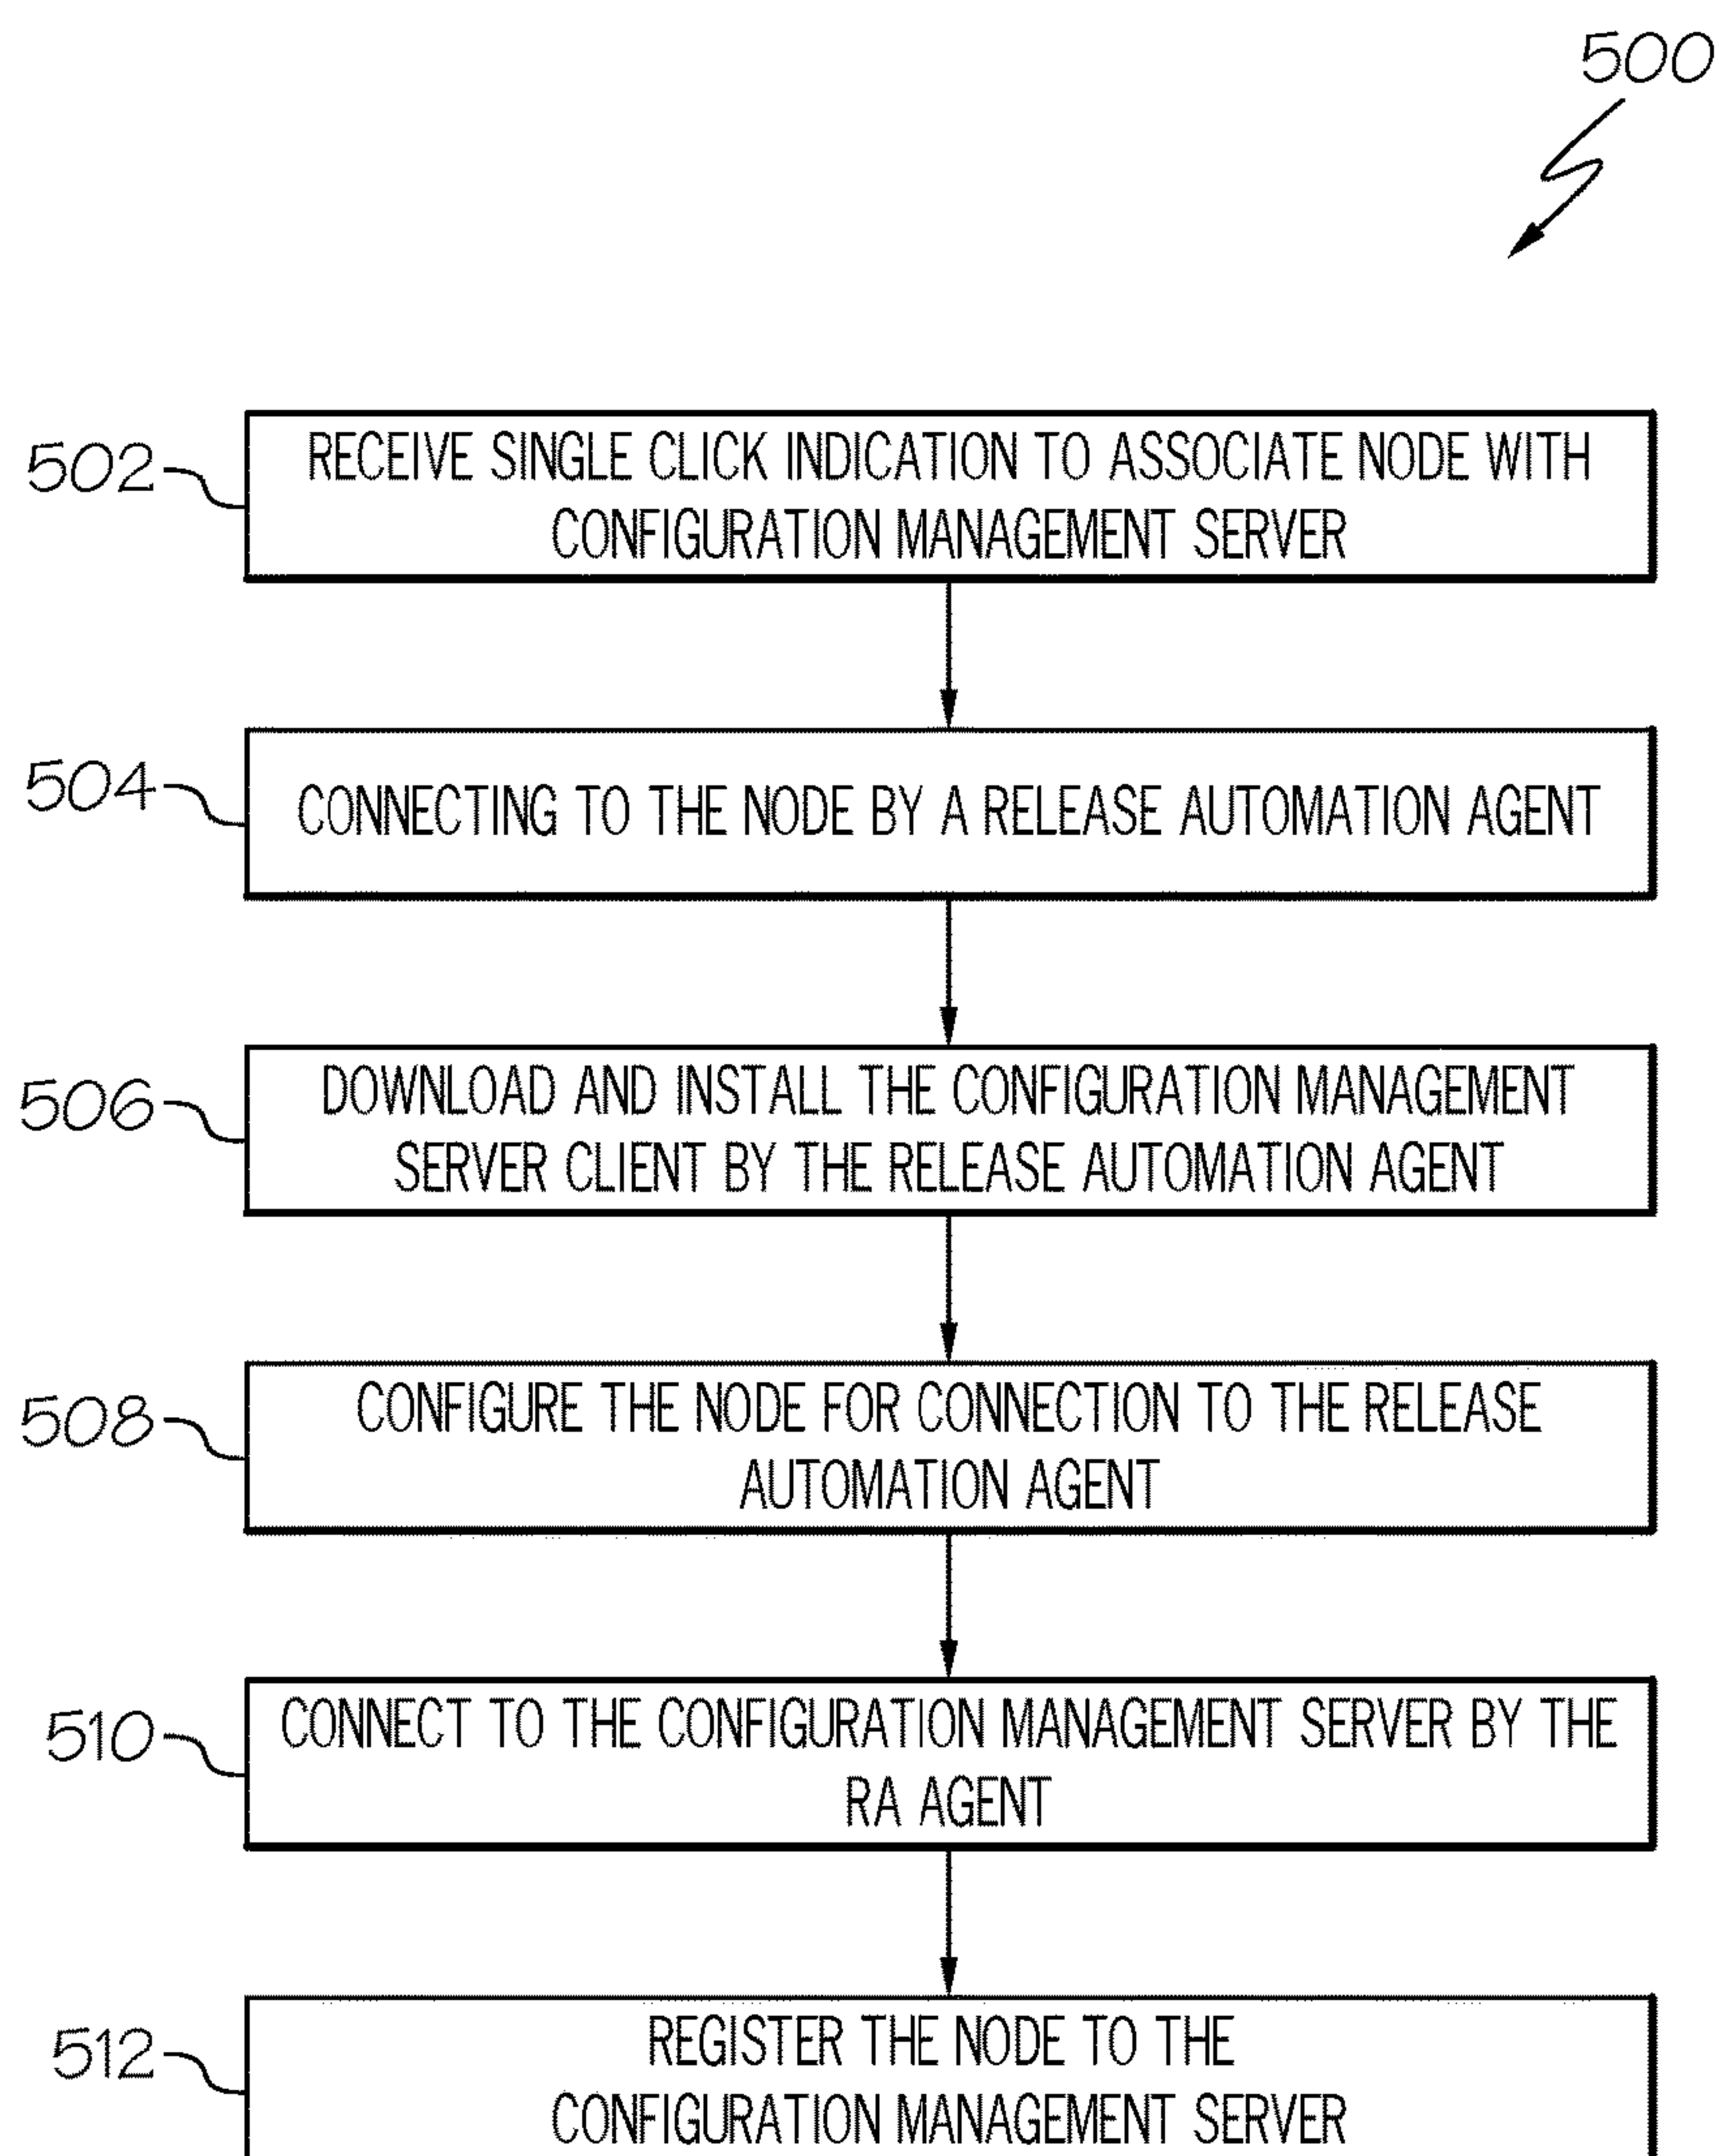 500
502
RECEIVE SINGLE CLICK INDICATION TO ASSOCIATE NODE WITH
CONFIGURATION MANAGEMENT SERVER
504
CONNECTING TO THE NODE BY A RELEASE AUTOMATION AGENT
506
DOWNLOAD AND INSTALL THE CONFIGURATION MANAGEMENT
SERVER CLIENT BY THE RELEASE AUTOMATION AGENT
508
CONFIGURE THE NODE FOR CONNECTION TO THE RELEASE
AUTOMATION AGENT
510
CONNECT TO THE CONFIGURATION MANAGEMENT SERVER BY THE
RA AGENT
512
REGISTER THE NODE TO THE
CONFIGURATION MANAGEMENT SERVER